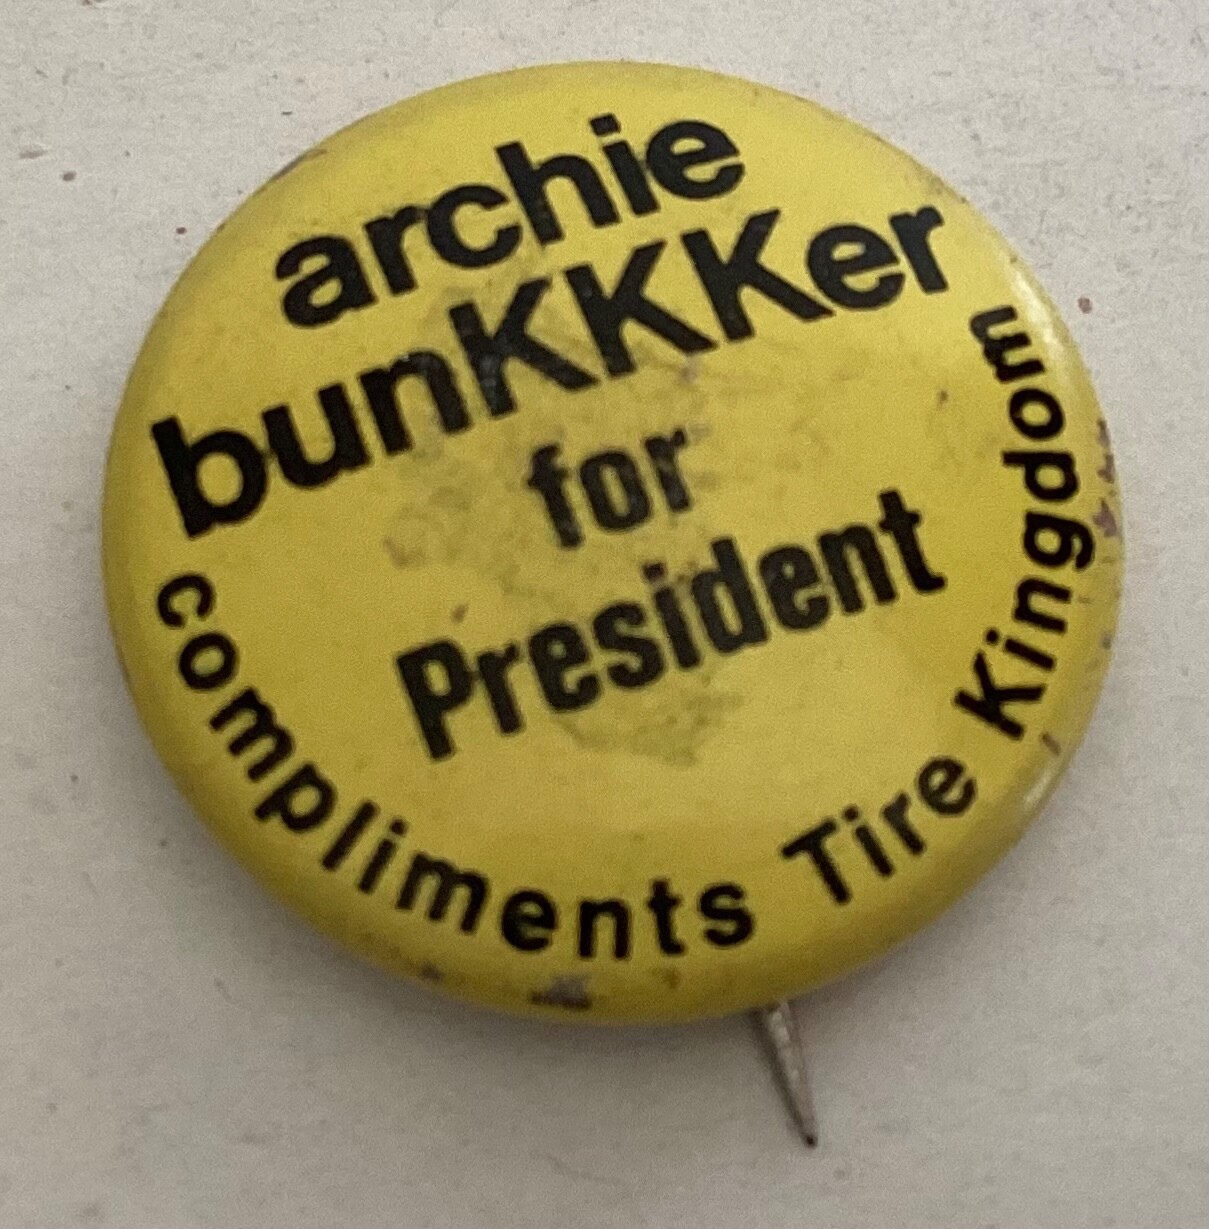 archie
bunKKKer
for
President
compliments Tire Kingdom